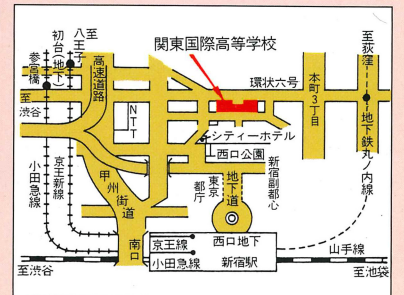 関東国際高等学校
至八王子
初台(地下)
参宮橋
高速道路
環状六号
本町3丁目
至荻窪
至渋谷
NTT
シティーホテル
西口公園
地下鉄丸ノ内線
小田急線
京王新線
甲州街道
東京都庁
地下道
新宿副都心
南口
京王線
小田急線
西口地下
新宿駅
山手線
至渋谷
至池袋